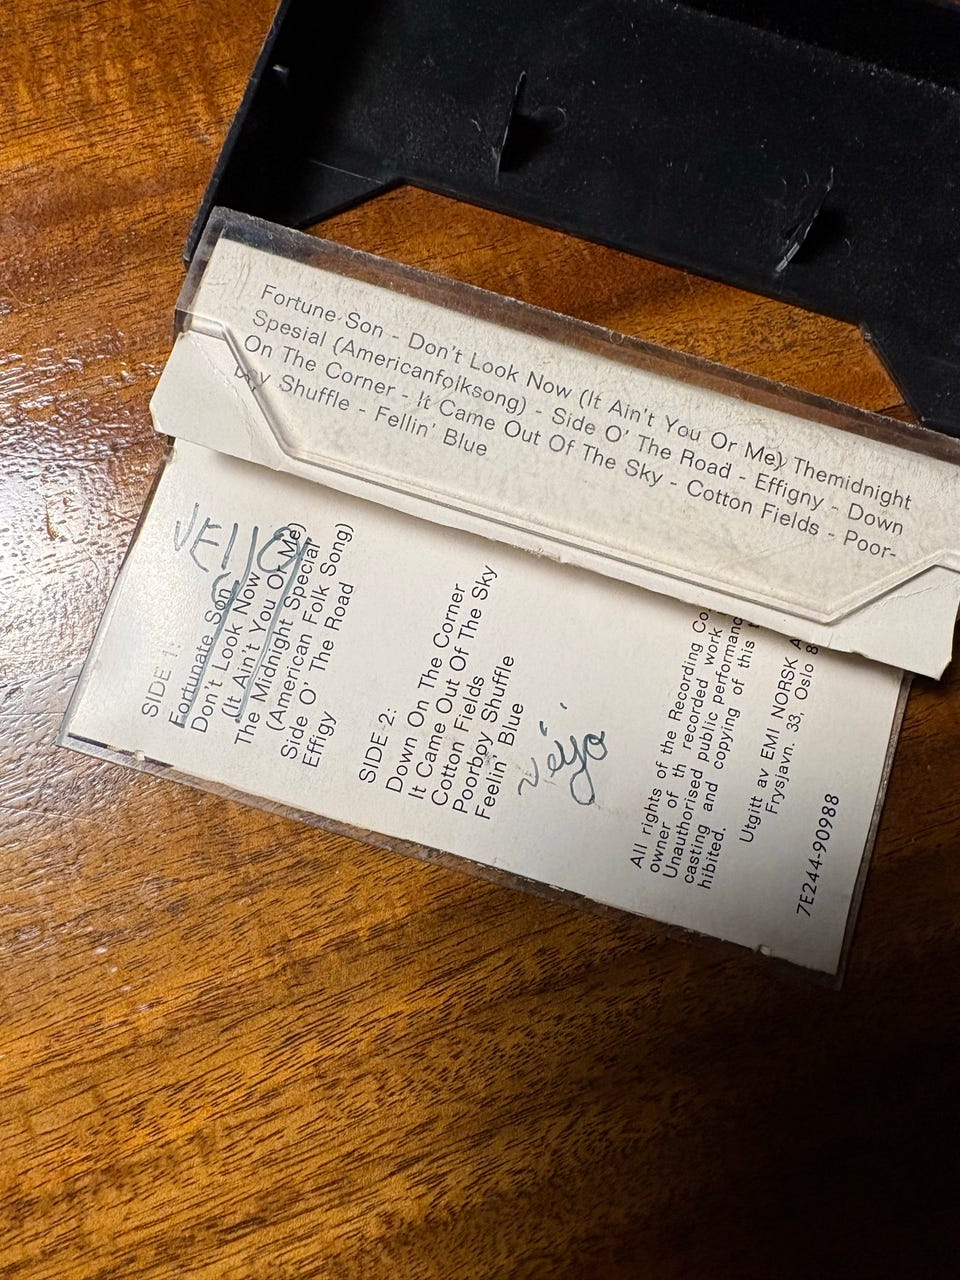 Fortune Son - Don't Look Now (It Ain't You Or Me) Themidnight
Spesial (Americanfolksong) - Side O' The Road - Effigny - Down
On The Corner - It Came Out Of The Sky - Cotton Fields - Poor-
Shuffle - Fellin' Blue
VEIJO
SIDE 1:
Fortunate Son
Don't Look Now
(It Ain't You Or Me)
The Midnight Special
(American Folk Song)
Side O' The Road
Effigy
SIDE 2:
Down On The Corner
It Came Out Of The Sky
Cotton Fields
Poorboy Shuffle
Feelin' Blue
Veijo
All rights of the Recording
owner of th recorded work
Unauthorised public performanc
casting and copying of this
hibited.
Utgitt av EMI NORSK
Frysjavn. 33, Oslo 8
7E244-90988